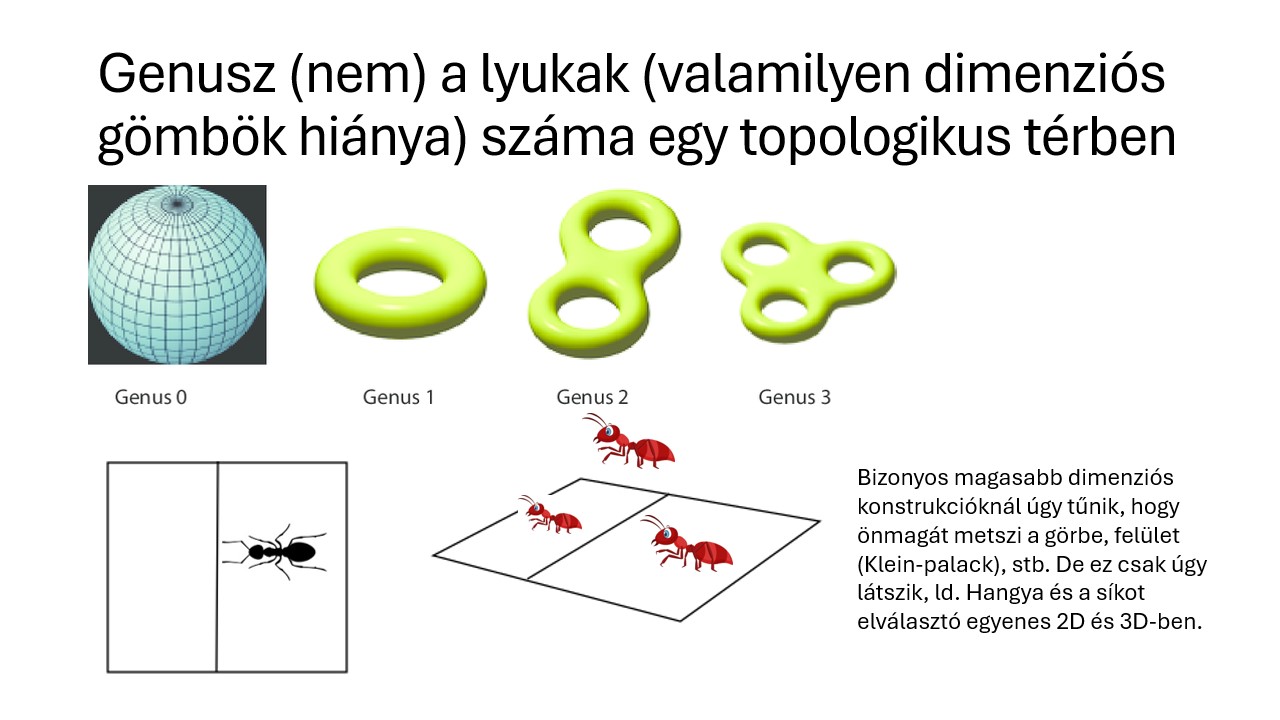 Genusz (nem) a lyukak (valamilyen dimenziós
gömbök hiánya) száma egy topologikus térben
Genus 0
Genus 1
Genus 2
Genus 3
Bizonyos magasabb dimenziós
konstrukcióknál úgy tűnik, hogy
önmagát metszi a görbe, felület
(Klein-palack), stb. De ez csak úgy
látszik, ld. Hangya és a síkot
elválasztó egyenes 2D és 3D-ben.